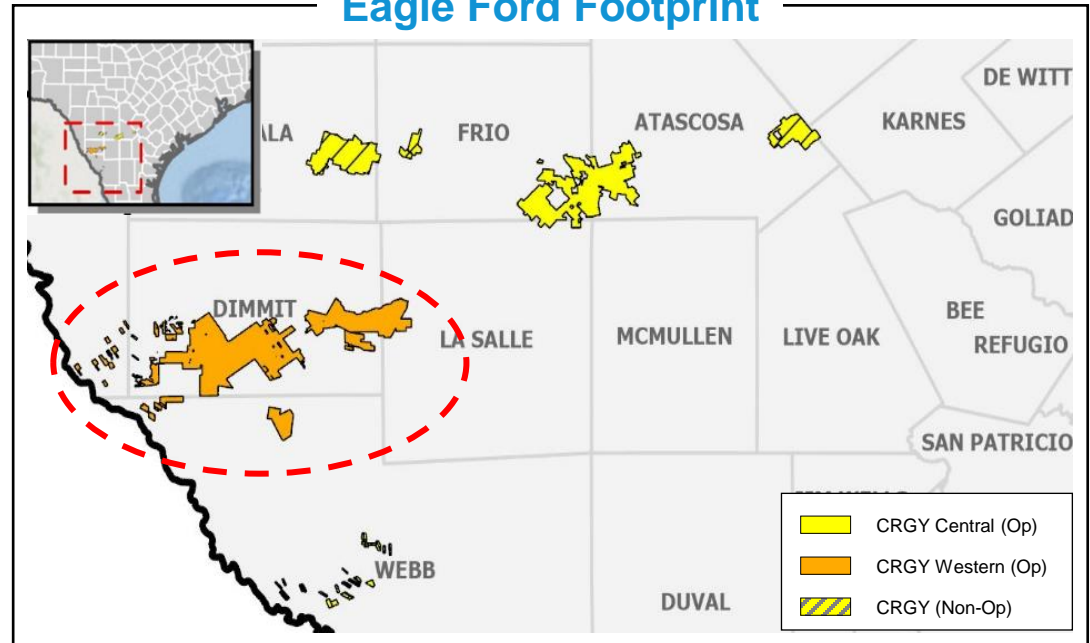 Eagle Ford Footprint
DE WITT
ALA
FRIO
ATASCOSA
KARNES
GOLIAD
DIMMIT
LA SALLE
MCMULLEN
LIVE OAK
BEE
REFUGIO
SAN PATRICIO
WEBB
DUVAL
CRGY Central (Op)
CRGY Western (Op)
CRGY (Non-Op)